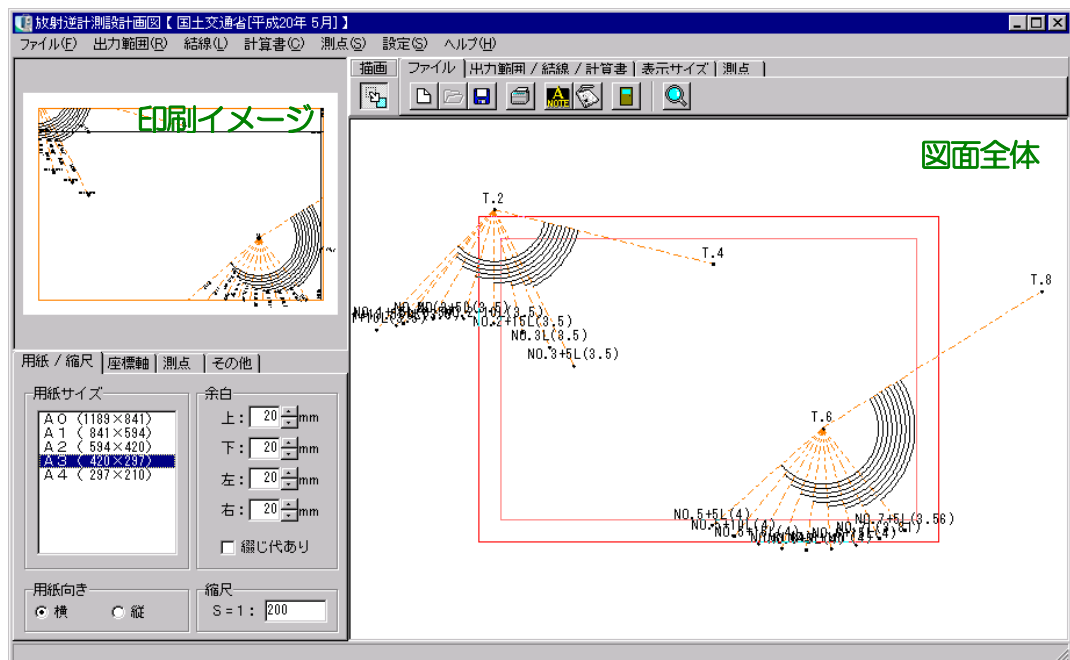 放射逆計測設計画図【 国土交通省[平成20年 5月] 】
ファイル(F) 出力範囲(R) 結線(L) 計算書(C) 測点(S) 設定(S) ヘルプ(H)
描画 ファイル 出力範囲 / 結線 / 計算書 表示サイズ 測点
A
NOTE
印刷イメージ
図面全体
T.2
T.4
T.8
NO.2+15L(3.5)
NO.3L(3.5)
NO.3+5L(3.5)
T.6
NO.5+5L(4)
NO.5+10L(4)
NO.7+5L(3.56)
用紙 / 縮尺 座標軸 測点 その他
用紙サイズ
A0 (1189×841)
A1 ( 841×594)
A2 ( 594×420)
A3 ( 420×297)
A4 ( 297×210)
余白
上: 20 mm
下: 20 mm
左: 20 mm
右: 20 mm
綴じ代あり
用紙向き
横 縦
縮尺
S=1: 200